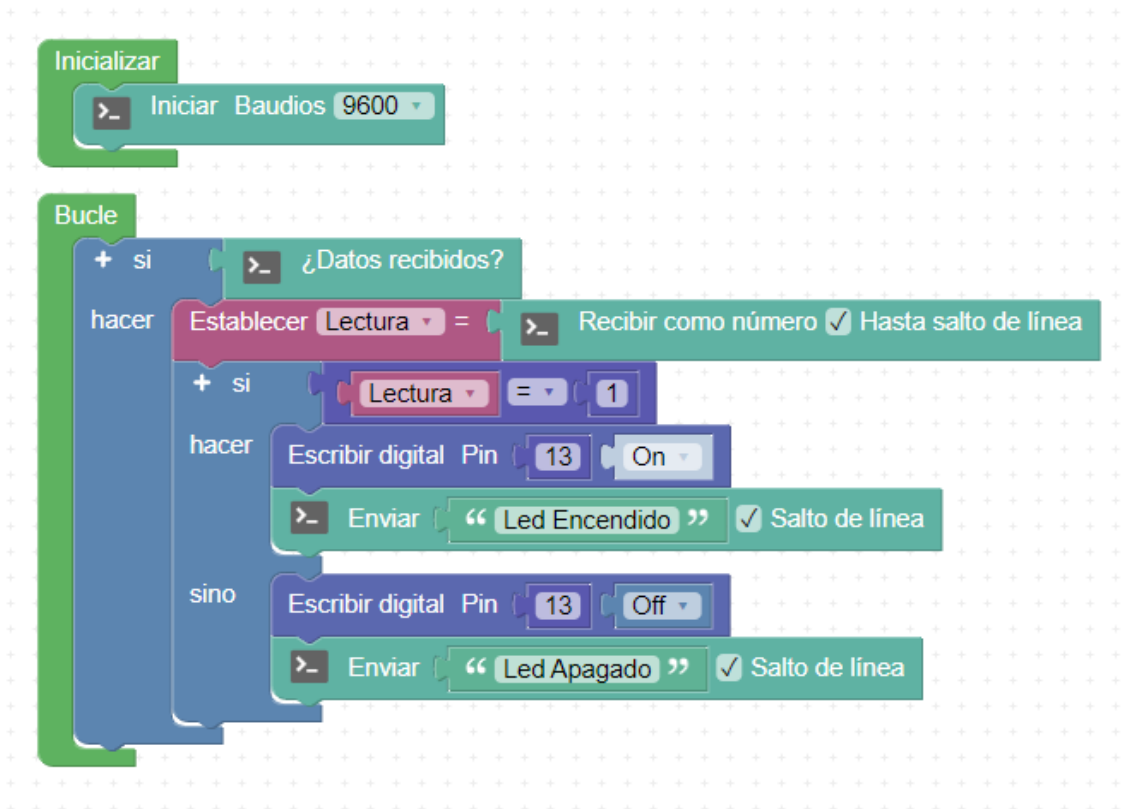 Inicializar
>_ Iniciar Baudios 9600
Bucle
+ si >_ ¿Datos recibidos?
hacer Establecer Lectura = >_ Recibir como número ✓ Hasta salto de línea
+ si Lectura = 1
hacer Escribir digital Pin 13 On
>_ Enviar “ Led Encendido ” ✓ Salto de línea
sino Escribir digital Pin 13 Off
>_ Enviar “ Led Apagado ” ✓ Salto de línea